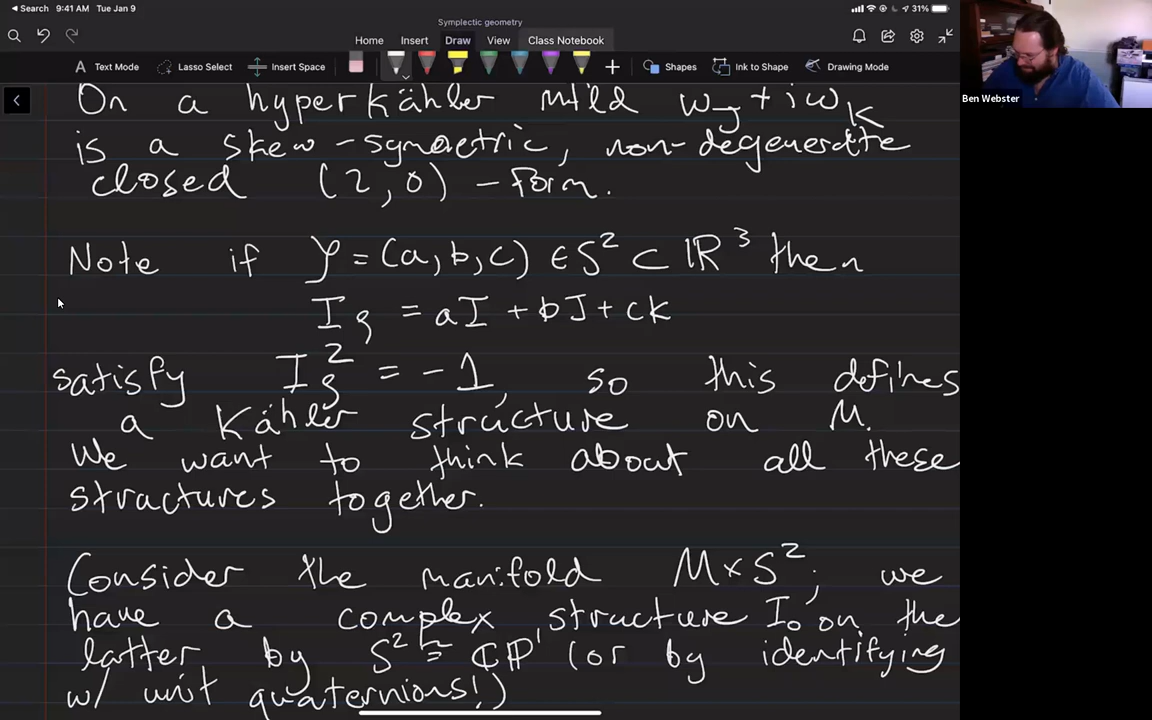 Search 9:41 AM Tue Jan 9
Symplectic geometry
31%
Home Insert Draw View Class Notebook
Text Mode Lasso Select Insert Space Shapes Ink to Shape Drawing Mode
Ben Webster
On a hyperkähler mfld ω_J + iω_K
is a skew-symmetric, non-degenerate
closed (2,0) - form.
Note if ζ = (a, b, c) ∈ S² ⊂ ℝ³ then
I_ζ = aI + bJ + cK
satisfy I_ζ² = -1, so this defines
a Kähler structure on M.
We want to think about all these
structures together.
Consider the manifold M×S²; we
have a complex structure I₀ on the
latter by S² ≅ ℂℙ¹ (or by identifying
w/ unit quaternions!)